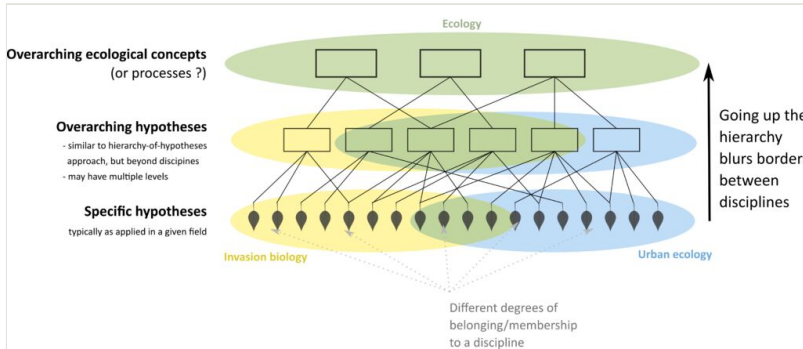 Ecology
Overarching ecological concepts
(or processes ?)
Overarching hypotheses
- similar to hierarchy-of-hypotheses
approach, but beyond discipines
- may have multiple levels
Specific hypotheses
typically as applied in a given field
Invasion biology
Urban ecology
Different degrees of
belonging/membership
to a discipline
Going up the
hierarchy
blurs border
between
disciplines